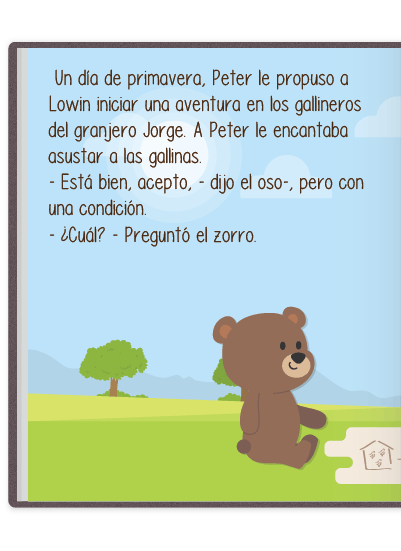 Un día de primavera, Peter le propuso a
Lowin iniciar una aventura en los gallineros
del granjero Jorge. A Peter le encantaba
asustar a las gallinas.
- Está bien, acepto, - dijo el oso-, pero con
una condición.
- ¿Cuál? - Preguntó el zorro.